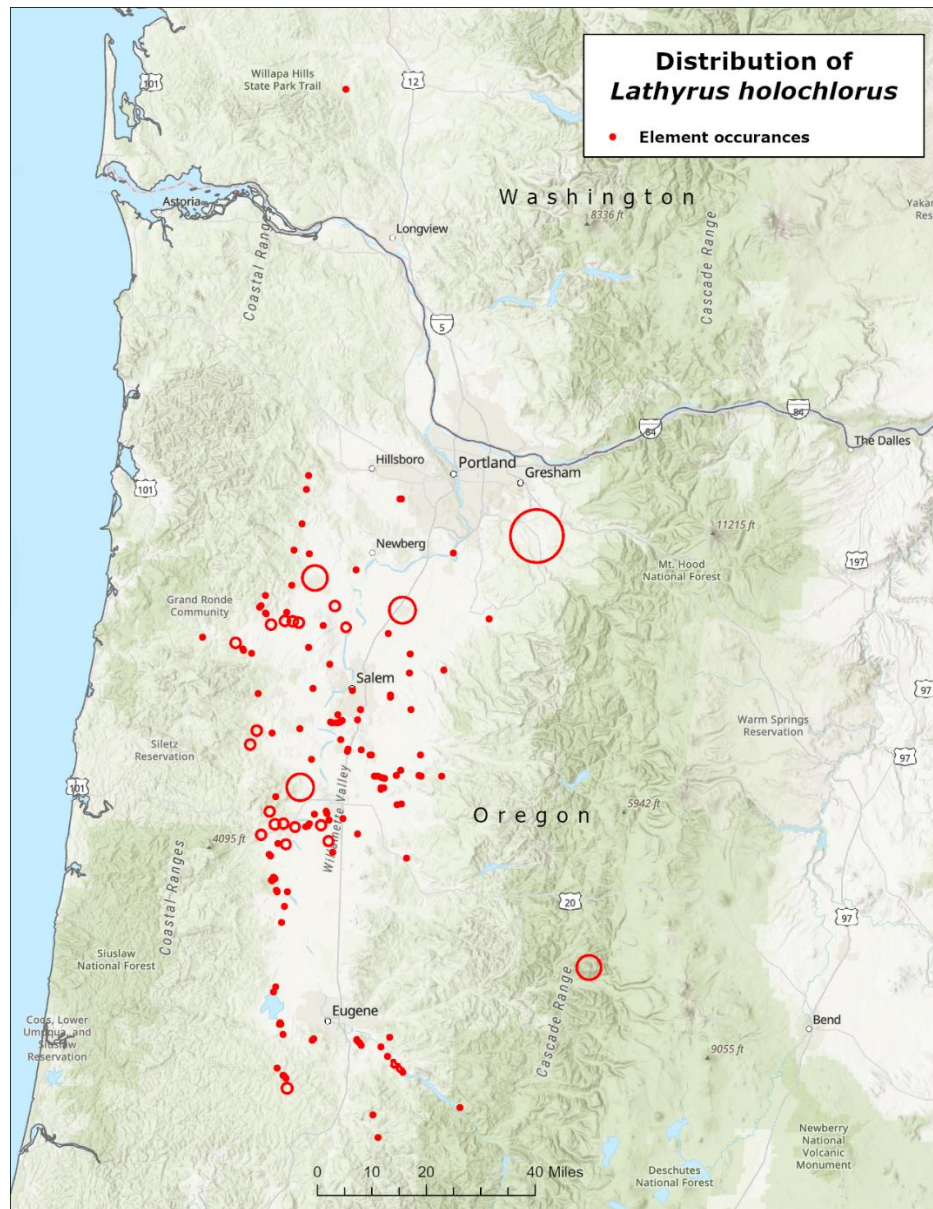 Distribution of
Lathyrus holochlorus
Element occurances
101
Willapa Hills
State Park Trail
12
Washington
8336 ft
Astoria
Longview
Coastal Range
Cascade Range
5
84
84
The Dalles
Hillsboro
Portland
Gresham
101
11215 ft
Newberg
197
Mt. Hood
National Forest
Grand Ronde
Community
Salem
97
Warm Springs
Reservation
Siletz
Reservation
97
101
Willamette Valley
Oregon
5942 ft
4095 ft
Coastal Ranges
20
97
Siuslaw
National Forest
Cascade Range
Eugene
Coos, Lower
Umpqua, and
Siuslaw
Reservation
Bend
9055 ft
Newberry
National
Volcanic
Monument
Deschutes
National Forest
0 10 20 40 Miles